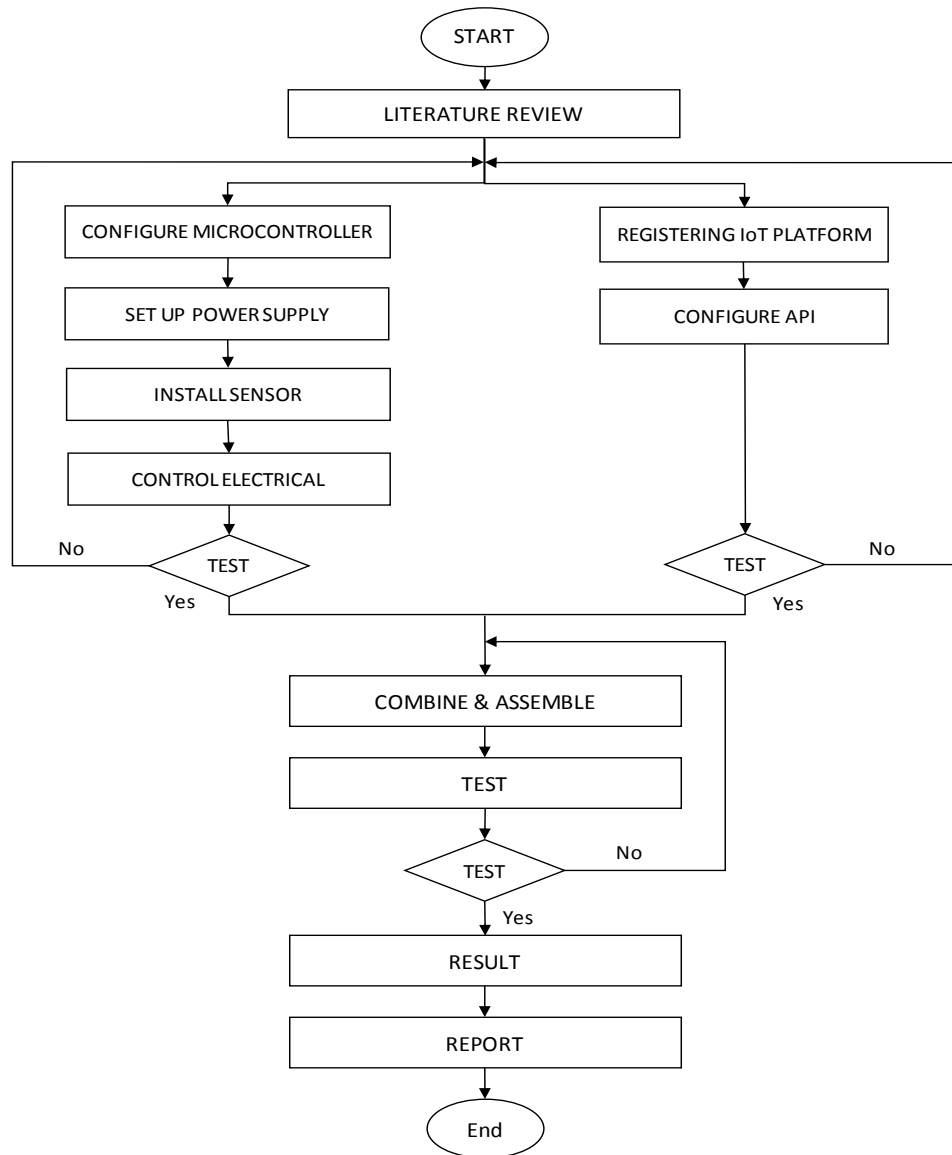 START
LITERATURE REVIEW
CONFIGURE MICROCONTROLLER
REGISTERING IoT PLATFORM
SET UP POWER SUPPLY
CONFIGURE API
INSTALL SENSOR
CONTROL ELECTRICAL
No
TEST
Yes
TEST
No
Yes
COMBINE & ASSEMBLE
TEST
TEST
No
Yes
RESULT
REPORT
End